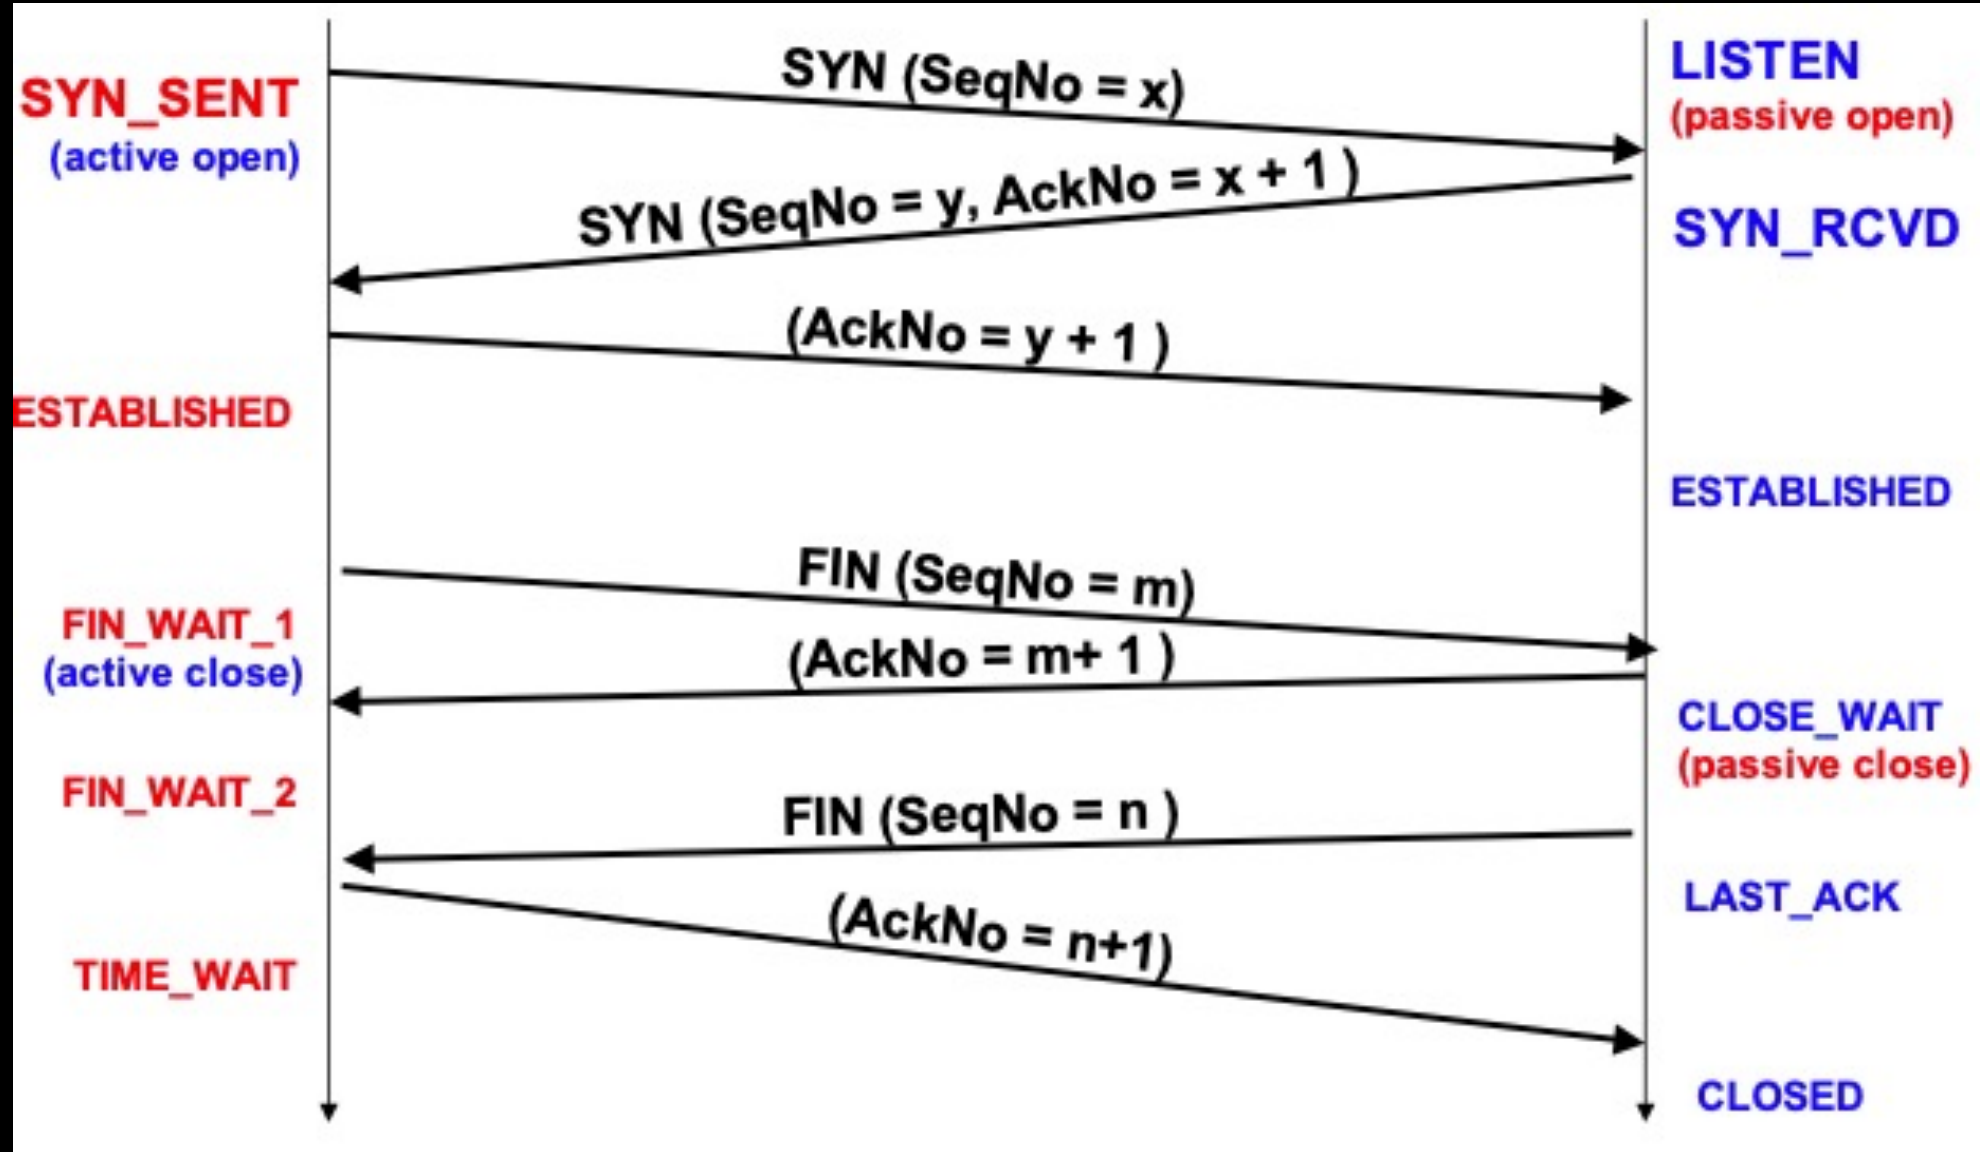 SYN (SeqNo = x)
LISTEN
(passive open)
SYN_SENT
(active open)
SYN (SeqNo = y, AckNo = x + 1 )
SYN_RCVD
(AckNo = y + 1 )
ESTABLISHED
ESTABLISHED
FIN (SeqNo = m)
FIN_WAIT_1
(active close)
(AckNo = m+ 1 )
CLOSE_WAIT
(passive close)
FIN_WAIT_2
FIN (SeqNo = n )
LAST_ACK
(AckNo = n+1)
TIME_WAIT
CLOSED